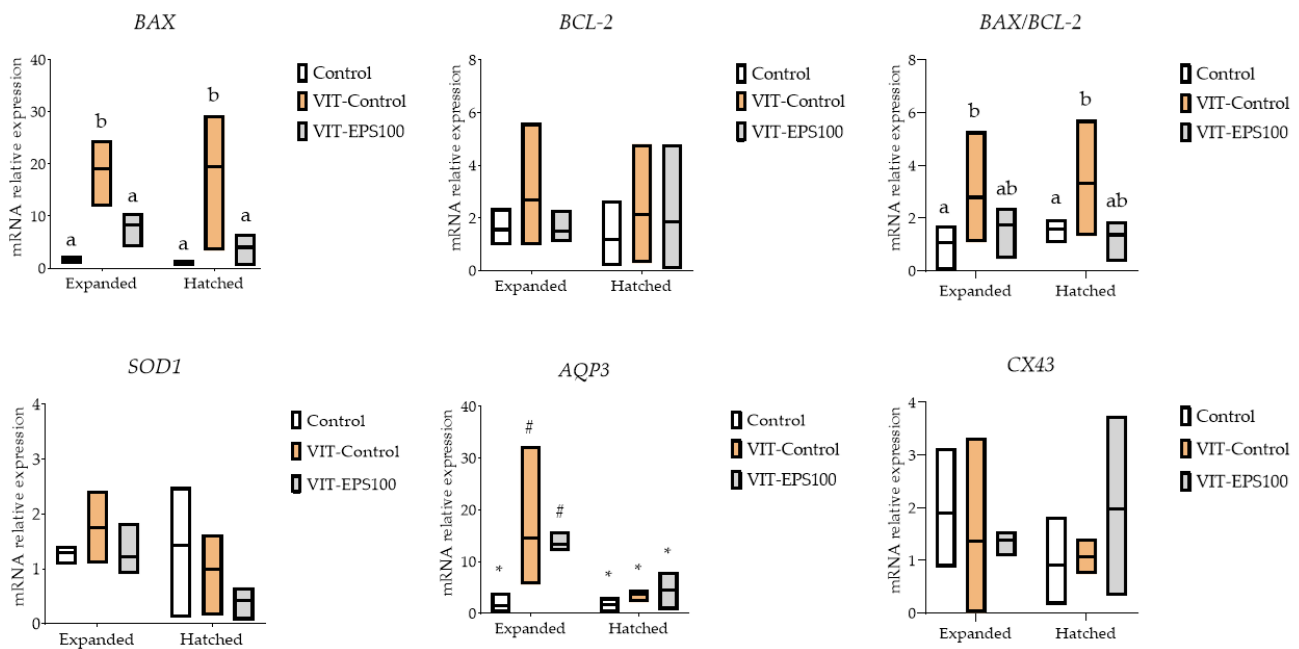 BAX
mRNA relative expression
40
30
20
10
0
a
b
a
a
b
a
Expanded
Hatched
Control
VIT-Control
VIT-EPS100
BCL-2
mRNA relative expression
8
6
4
2
0
Expanded
Hatched
Control
VIT-Control
VIT-EPS100
BAX/BCL-2
mRNA relative expression
8
6
4
2
0
a
b
ab
a
b
ab
Expanded
Hatched
Control
VIT-Control
VIT-EPS100
SOD1
mRNA relative expression
4
3
2
1
0
Expanded
Hatched
Control
VIT-Control
VIT-EPS100
AQP3
mRNA relative expression
40
30
20
10
0
*
#
#
*
*
*
Expanded
Hatched
Control
VIT-Control
VIT-EPS100
CX43
mRNA relative expression
4
3
2
1
0
Expanded
Hatched
Control
VIT-Control
VIT-EPS100